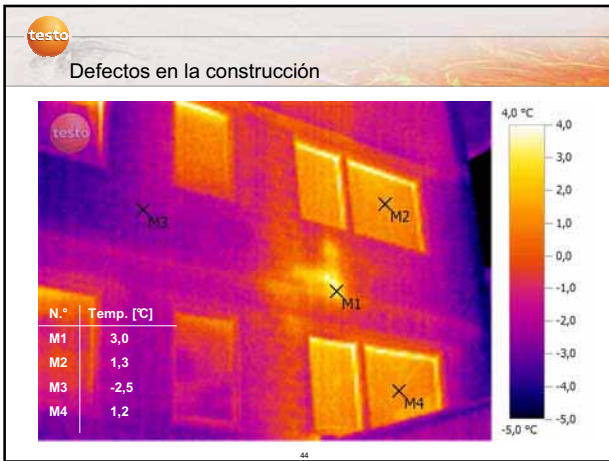 testo
Defectos en la construcción
testo
4,0 °C
4,0
3,0
2,0
1,0
0,0
-1,0
-2,0
-3,0
-4,0
-5,0
-5,0 °C
M3
M2
M1
M4
N.° Temp. [°C]
M1 3,0
M2 1,3
M3 -2,5
M4 1,2
44